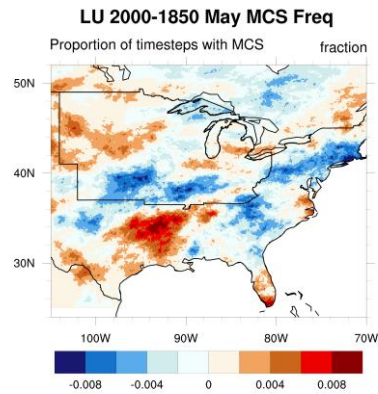 LU 2000-1850 May MCS Freq
Proportion of timesteps with MCS fraction
50N
40N
30N
100W 90W 80W 70W
-0.008 -0.004 0 0.004 0.008